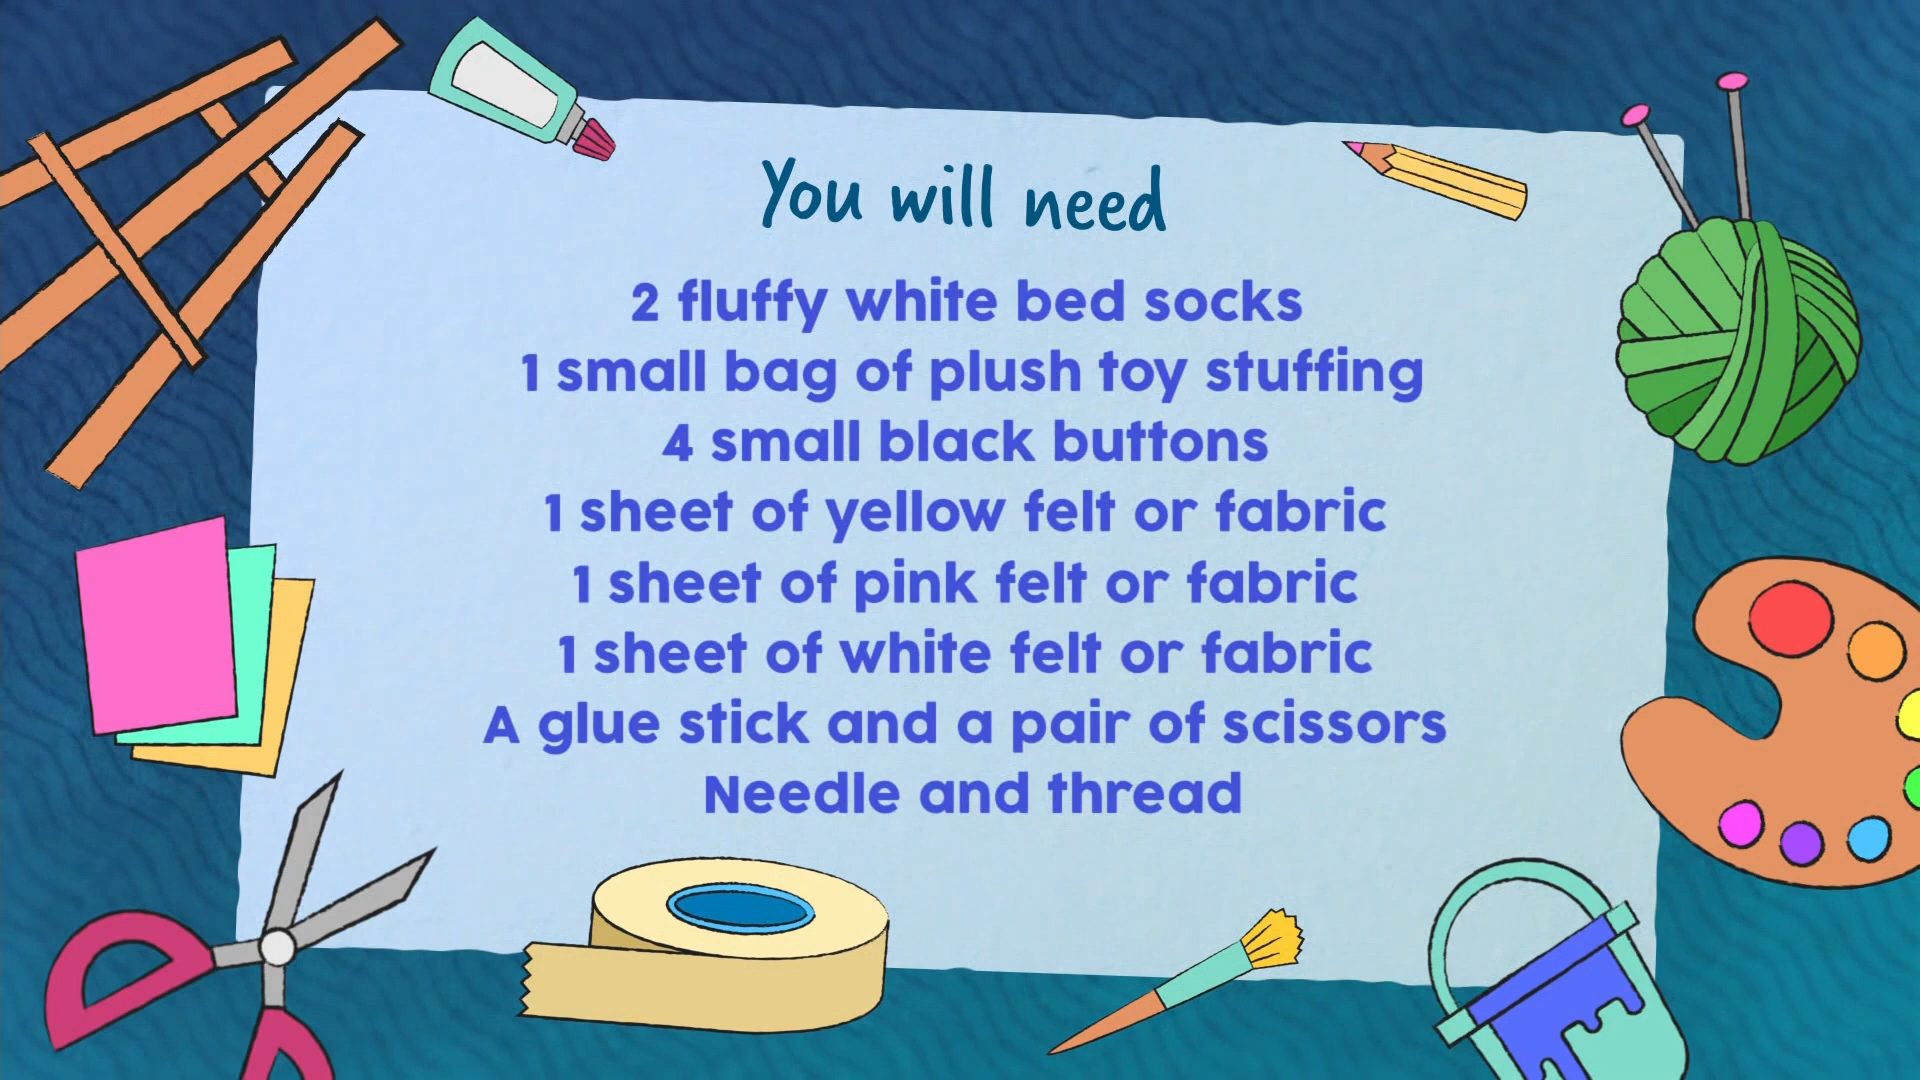 You will need
2 fluffy white bed socks
1 small bag of plush toy stuffing
4 small black buttons
1 sheet of yellow felt or fabric
1 sheet of pink felt or fabric
1 sheet of white felt or fabric
A glue stick and a pair of scissors
Needle and thread